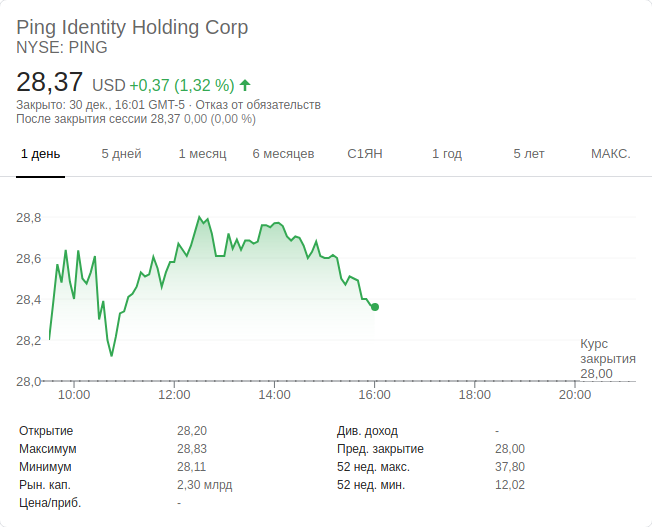 Ping Identity Holding Corp
NYSE: PING
28,37 USD +0,37 (1,32 %)
Закрыто: 30 дек., 16:01 GMT-5 · Отказ от обязательств
После закрытия сессии 28,37 0,00 (0,00 %)
1 день 5 дней 1 месяц 6 месяцев С1ЯН 1 год 5 лет МАКС.
28,8
28,6
28,4
28,2
Курс
закрытия
28,00
28,0
10:00 12:00 14:00 16:00 18:00 20:00
Открытие 28,20 Див. доход -
Максимум 28,83 Пред. закрытие 28,00
Минимум 28,11 52 нед. макс. 37,80
Рын. кап. 2,30 млрд 52 нед. мин. 12,02
Цена/приб. -